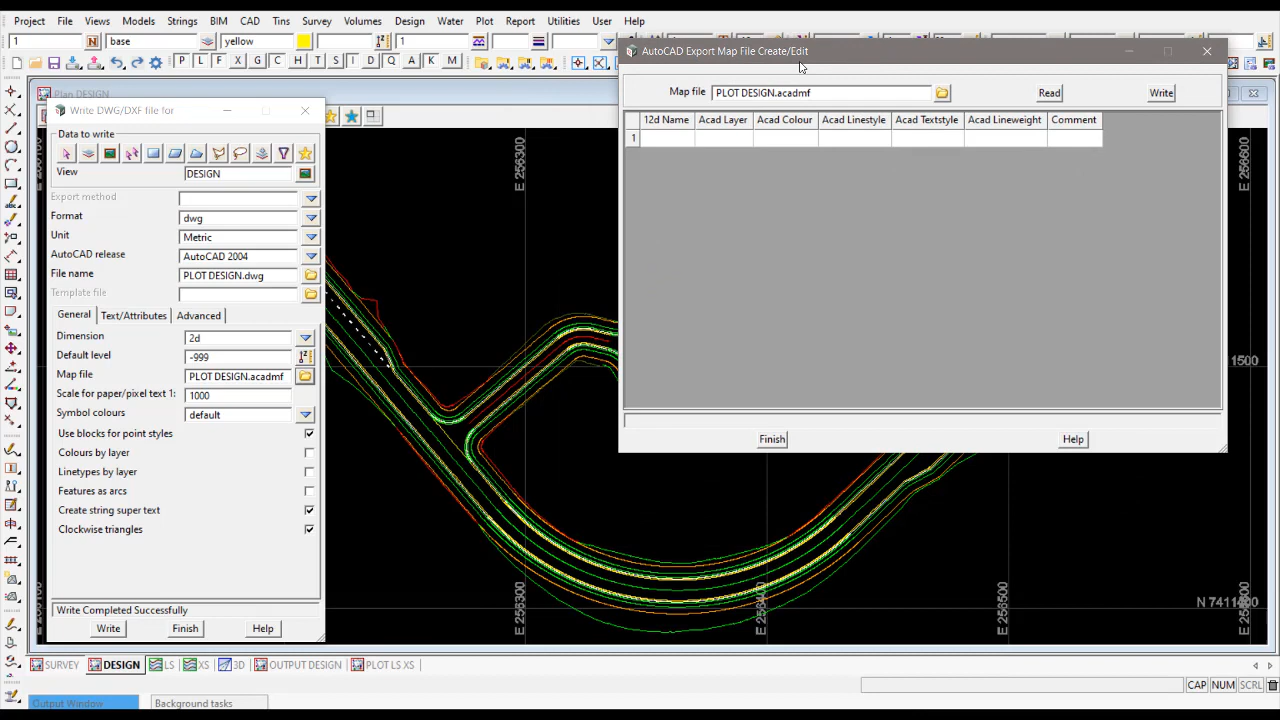 Project File Views Models Strings BIM CAD Tins Survey Volumes Design Water Plot Report Utilities User Help
1 N base yellow 1
P L F X G C H T S I D Q A K M
AutoCAD Export Map File Create/Edit
Map file PLOT DESIGN.acadmf Read Write
12d Name Acad Layer Acad Colour Acad Linestyle Acad Textstyle Acad Lineweight Comment
1
Finish Help
Plan DESIGN
Write DWG/DXF file for
Data to write
View DESIGN
Export method
Format dwg
Unit Metric
AutoCAD release AutoCAD 2004
File name PLOT DESIGN.dwg
Template file
General Text/Attributes Advanced
Dimension 2d
Default level -999
Map file PLOT DESIGN.acadmf
Scale for paper/pixel text 1: 1000
Symbol colours default
Use blocks for point styles
Colours by layer
Linetypes by layer
Features as arcs
Create string super text
Clockwise triangles
Write Completed Successfully
Write Finish Help
E 256300
E 256600
1500
E 256300
E 256400
E 256500
N 7411400
SURVEY DESIGN LS XS 3D OUTPUT DESIGN PLOT LS XS
CAP NUM SCRL
Output Window Background tasks